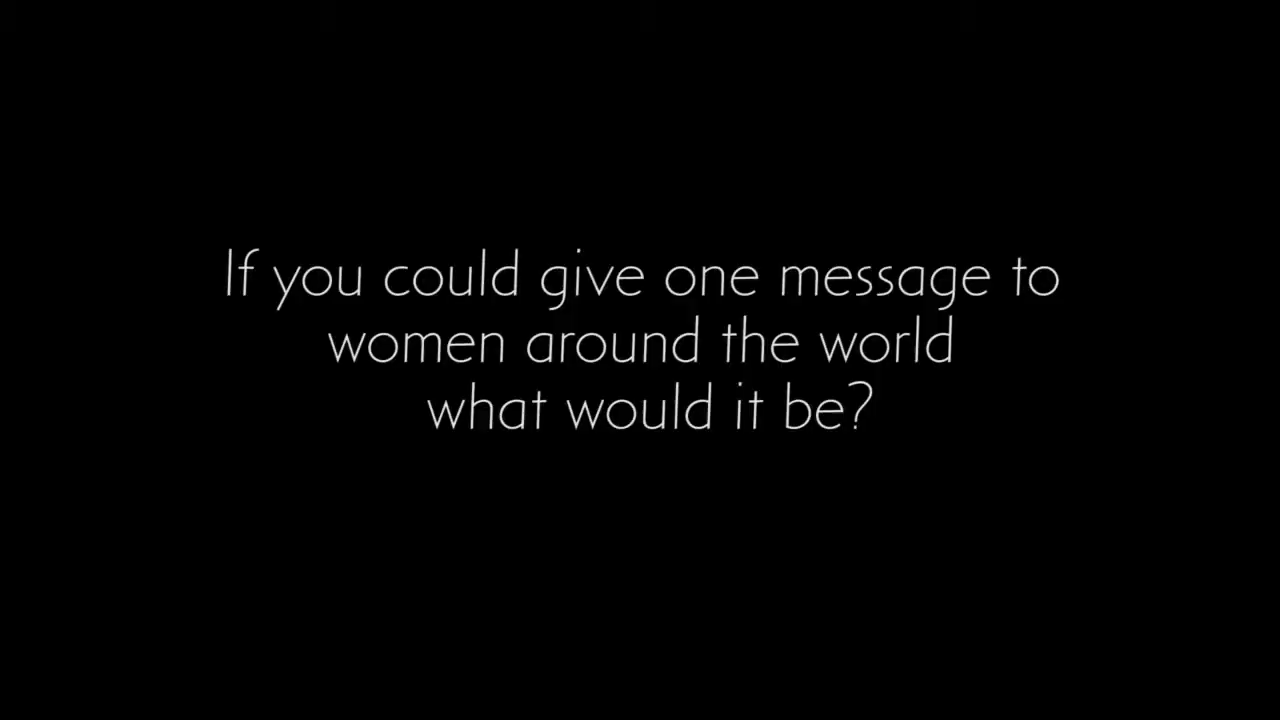 If you could give one message to
women around the world
what would it be?